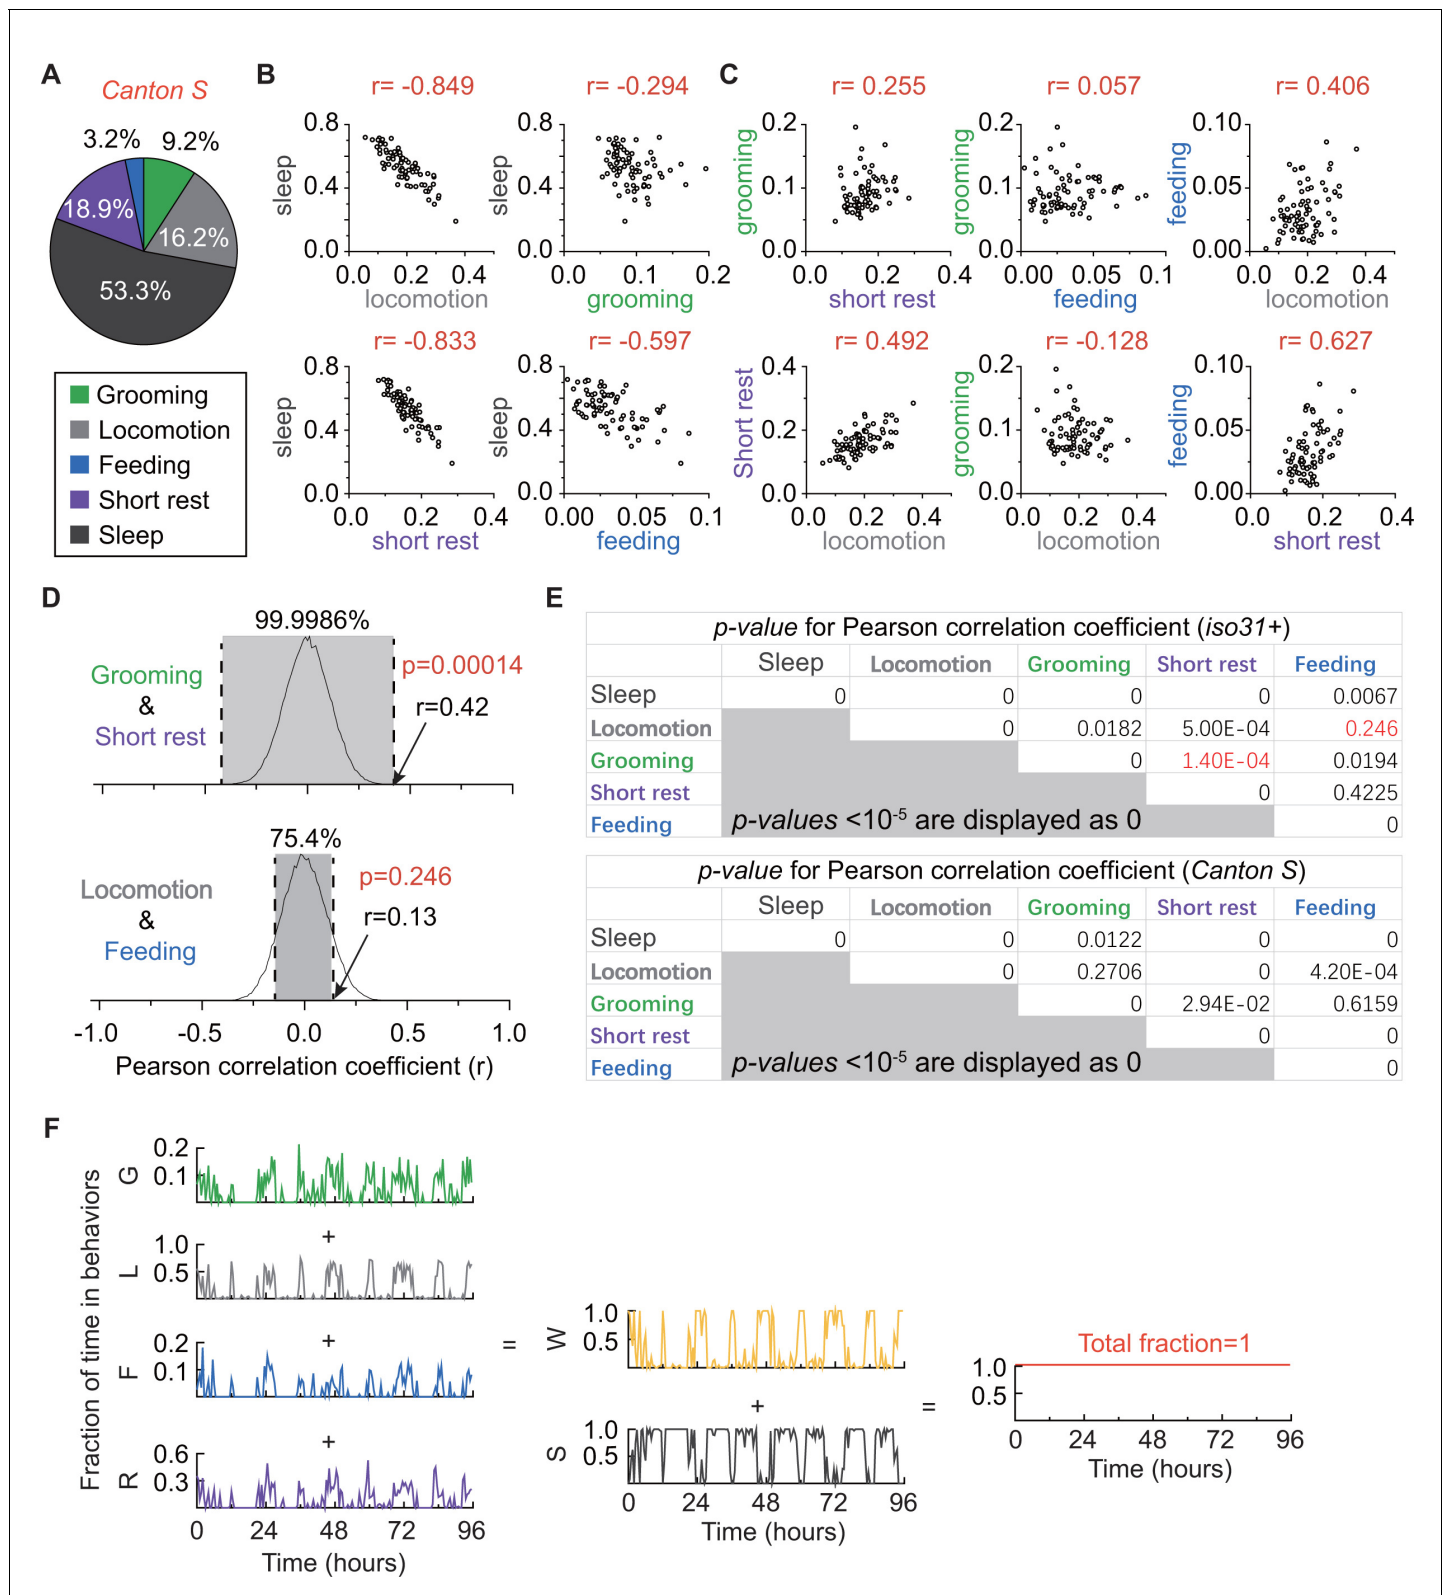 A
Canton S
3.2%
9.2%
18.9%
16.2%
53.3%
Grooming
Locomotion
Feeding
Short rest
Sleep
B
r= -0.849
sleep
0.8
0.4
0.0
0.0
0.2
0.4
locomotion
r= -0.294
sleep
0.8
0.4
0.0
0.0
0.1
0.2
grooming
r= -0.833
sleep
0.8
0.4
0.0
0.0
0.2
0.4
short rest
r= -0.597
sleep
0.8
0.4
0.0
0.00
0.05
0.1
feeding
C
r= 0.255
grooming
0.2
0.1
0.0
0.0
0.2
0.4
short rest
r= 0.057
grooming
0.2
0.1
0.0
0.00
0.05
0.1
feeding
r= 0.406
feeding
0.10
0.05
0.00
0.0
0.2
0.4
locomotion
r= 0.492
Short rest
0.4
0.2
0.0
0.0
0.2
0.4
locomotion
r= -0.128
grooming
0.2
0.1
0.0
0.0
0.2
0.4
locomotion
r= 0.627
feeding
0.10
0.05
0.00
0.0
0.2
0.4
short rest
D
99.9986%
Grooming
&
Short rest
p=0.00014
r=0.42
75.4%
Locomotion
&
Feeding
p=0.246
r=0.13
-1.0 -0.5 0.0 0.5 1.0
Pearson correlation coefficient (r)
E
p-value for Pearson correlation coefficient (iso31+)
Sleep Locomotion Grooming Short rest Feeding
Sleep 0 0 0 0 0.0067
Locomotion 0 0.0182 5.00E-04 0.246
Grooming 0 1.40E-04 0.0194
Short rest 0 0.4225
Feeding p-values <10-5 are displayed as 0 0
p-value for Pearson correlation coefficient (Canton S)
Sleep Locomotion Grooming Short rest Feeding
Sleep 0 0 0.0122 0 0
Locomotion 0 0.2706 0 4.20E-04
Grooming 0 2.94E-02 0.6159
Short rest 0 0
Feeding p-values <10-5 are displayed as 0 0
F
Fraction of time in behaviors
G
0.2
0.1
+
L
1.0
0.5
+
F
0.2
0.1
+
R
0.6
0.3
0 24 48 72 96
Time (hours)
=
W
1.0
0.5
+
S
1.0
0.5
0 24 48 72 96
Time (hours)
=
Total fraction=1
1.0
0.5
0 24 48 72 96
Time (hours)